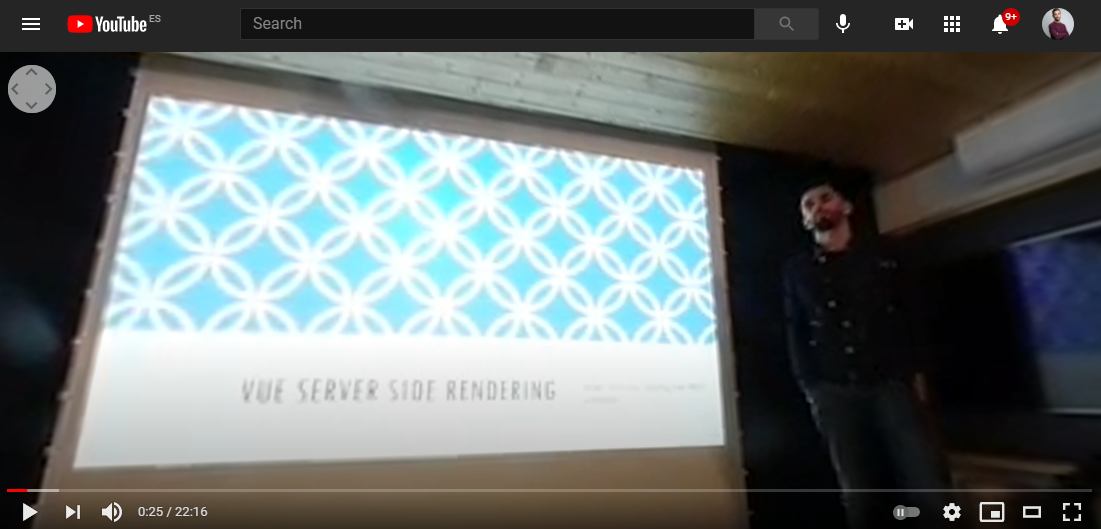 YouTube ES
Search
9+
VUE SERVER SIDE RENDERING
0:25 / 22:16